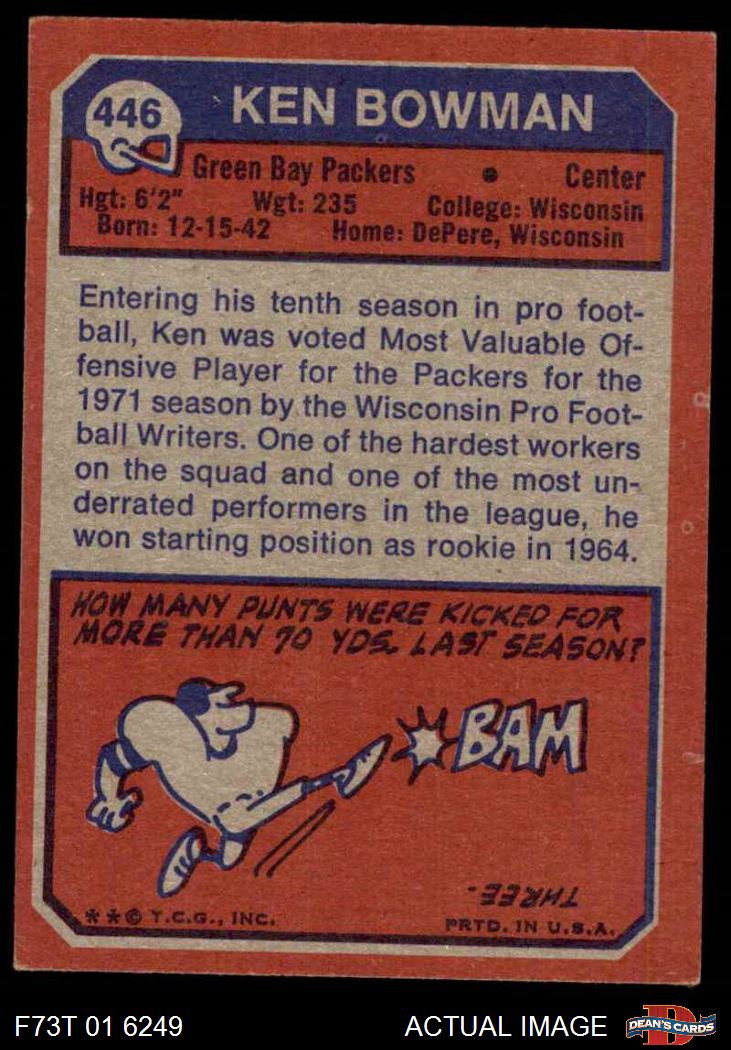 446
KEN BOWMAN
Green Bay Packers • Center
Hgt: 6'2" Wgt: 235 College: Wisconsin
Born: 12-15-42 Home: DePere, Wisconsin
Entering his tenth season in pro foot-
ball, Ken was voted Most Valuable Of-
fensive Player for the Packers for the
1971 season by the Wisconsin Pro Foot-
ball Writers. One of the hardest workers
on the squad and one of the most un-
derrated performers in the league, he
won starting position as rookie in 1964.
HOW MANY PUNTS WERE KICKED FOR
MORE THAN 70 YDS. LAST SEASON?
BAM
THREE.
**© T.C.G., INC. PRTD. IN U.S.A.
F73T 01 6249 ACTUAL IMAGE D DEAN'S CARDS